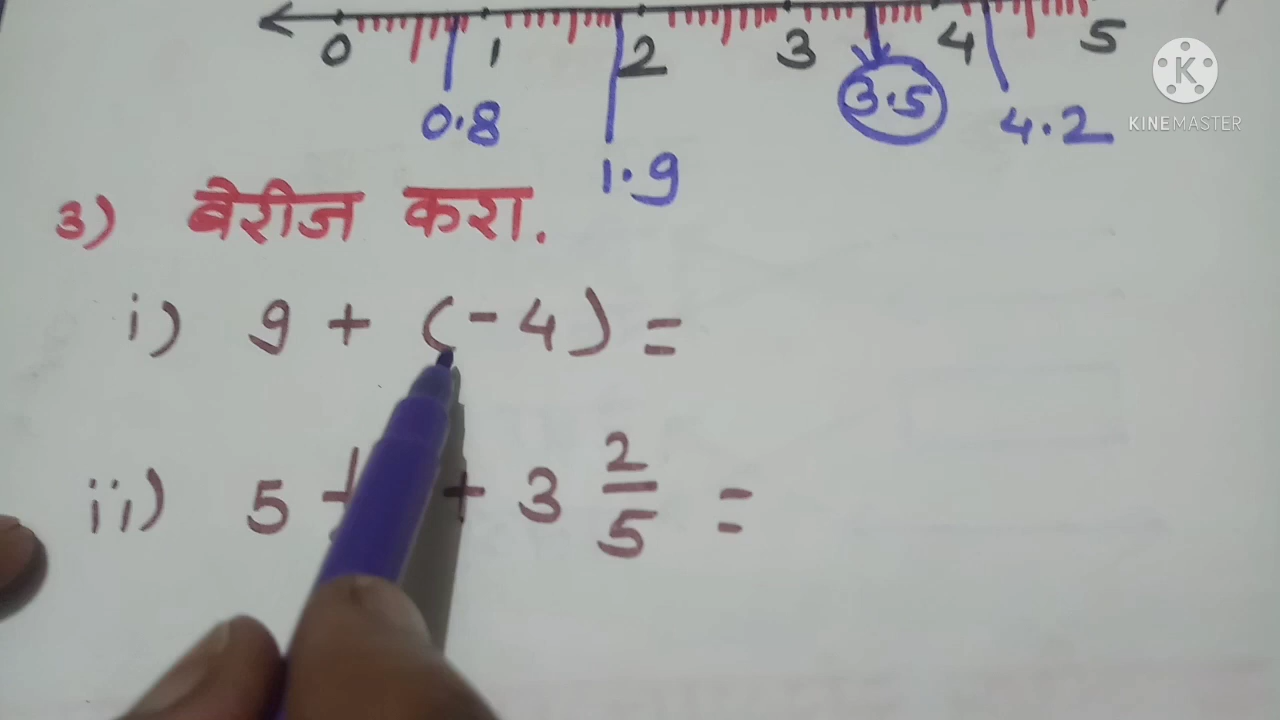 0 1 2 3 4 5
0.8 1.9 3.5 4.2
K
KINEMASTER
3) बेरीज करा.
i) 9 + (-4) =
ii) 5 + 3 2/5 =